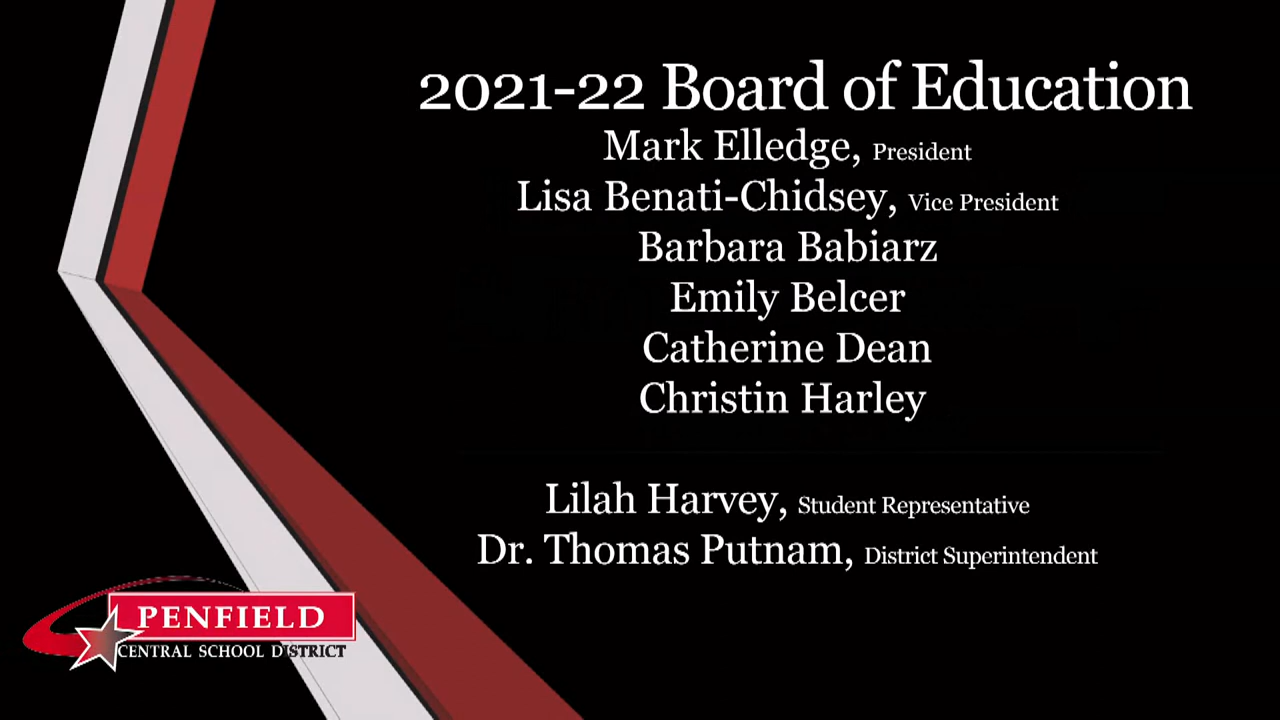 2021-22 Board of Education
Mark Elledge, President
Lisa Benati-Chidsey, Vice President
Barbara Babiarz
Emily Belcer
Catherine Dean
Christin Harley
Lilah Harvey, Student Representative
Dr. Thomas Putnam, District Superintendent
PENFIELD
CENTRAL SCHOOL DISTRICT